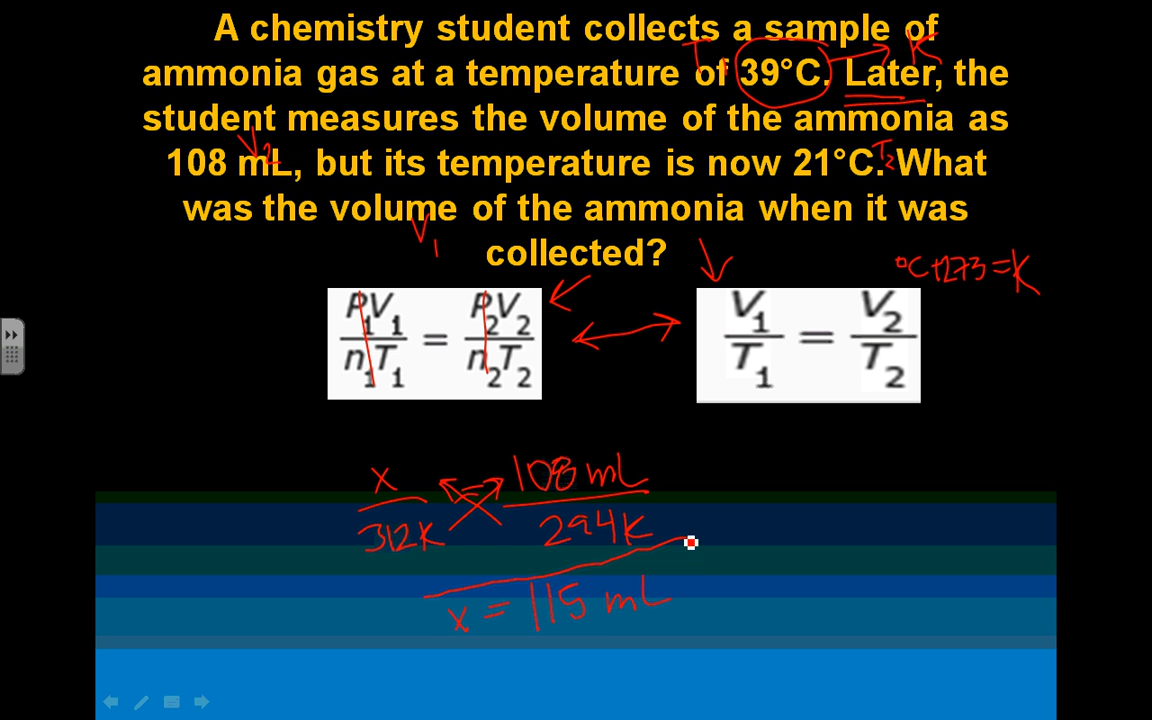 A chemistry student collects a sample of
ammonia gas at a temperature of 39°C. Later, the
T1
K
student measures the volume of the ammonia as
108 mL, but its temperature is now 21°C. What
V2
T2
was the volume of the ammonia when it was
V1
collected?
°C+273=K
P1V1/n1T1 = P2V2/n2T2
V1/T1 = V2/T2
x/312K = 108 mL/294K
x = 115 mL